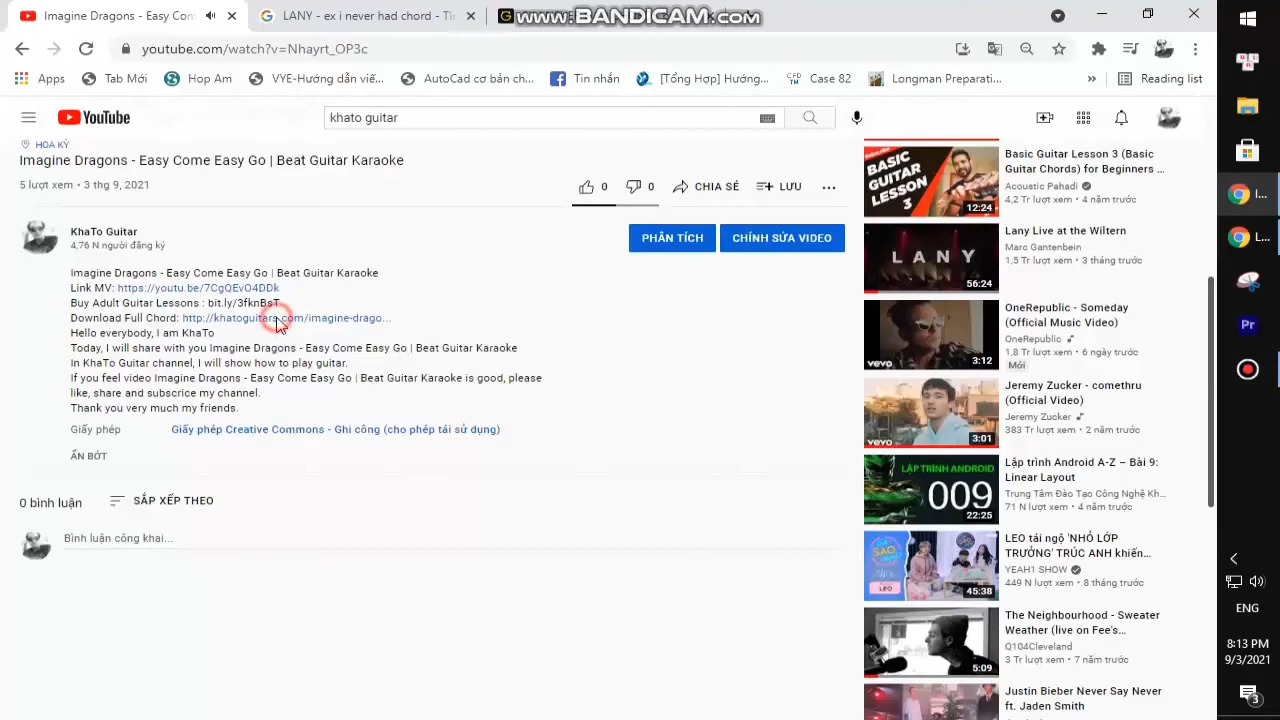 Imagine Dragons - Easy Com
LANY - ex i never had chord - Ti
www.BANDICAM.com
youtube.com/watch?v=Nhayrt_OP3c
Apps
Tab Mới
Hop Am
VYE-Hướng dẫn viế...
AutoCad cơ bản ch...
Tin nhắn
[Tổng Hợp] Hướng...
Case 82
Longman Preparati...
»
Reading list
YouTube
khato guitar
HOA KỲ
Imagine Dragons - Easy Come Easy Go | Beat Guitar Karaoke
5 lượt xem • 3 thg 9, 2021
0
0
CHIA SẺ
LƯU
KhaTo Guitar
4,76 N người đăng ký
PHÂN TÍCH
CHỈNH SỬA VIDEO
Imagine Dragons - Easy Come Easy Go | Beat Guitar Karaoke
Link MV: https://youtu.be/7CgQEvO4DDk
Buy Adult Guitar Lessons : bit.ly/3fknBsT
Download Full Chord: http://khatoguitars.com/imagine-drago...
Hello everybody, I am KhaTo
Today, I will share with you Imagine Dragons - Easy Come Easy Go | Beat Guitar Karaoke
In KhaTo Guitar channel, I will show how to play guitar.
If you feel video Imagine Dragons - Easy Come Easy Go | Beat Guitar Karaoke is good, please
like, share and subscrice my channel.
Thank you very much my friends.
Giấy phép
Giấy phép Creative Commons - Ghi công (cho phép tái sử dụng)
ẨN BỚT
0 bình luận
SẮP XẾP THEO
Bình luận công khai...
BASIC
GUITAR
LESSON
3
12:24
Basic Guitar Lesson 3 (Basic
Guitar Chords) for Beginners ...
Acoustic Pahadi
4,2 Tr lượt xem • 4 năm trước
LANY
56:24
Lany Live at the Wiltern
Marc Gantenbein
1,5 Tr lượt xem • 3 tháng trước
vevo
3:12
OneRepublic - Someday
(Official Music Video)
OneRepublic
1,8 Tr lượt xem • 6 ngày trước
Mới
vevo
3:01
Jeremy Zucker - comethru
(Official Video)
Jeremy Zucker
383 Tr lượt xem • 2 năm trước
LẬP TRÌNH ANDROID
009
22:25
Lập trình Android A-Z – Bài 9:
Linear Layout
Trung Tâm Đào Tạo Công Nghệ Kh...
71 N lượt xem • 4 năm trước
SAO
LEO
45:38
LEO tái ngộ 'NHỎ LỚP
TRƯỞNG' TRÚC ANH khiến...
YEAH1 SHOW
449 N lượt xem • 8 tháng trước
5:09
The Neighbourhood - Sweater
Weather (live on Fee's...
Q104Cleveland
3 Tr lượt xem • 7 năm trước
Justin Bieber Never Say Never
ft. Jaden Smith
I...
L...
Pr
ENG
8:13 PM
9/3/2021
3